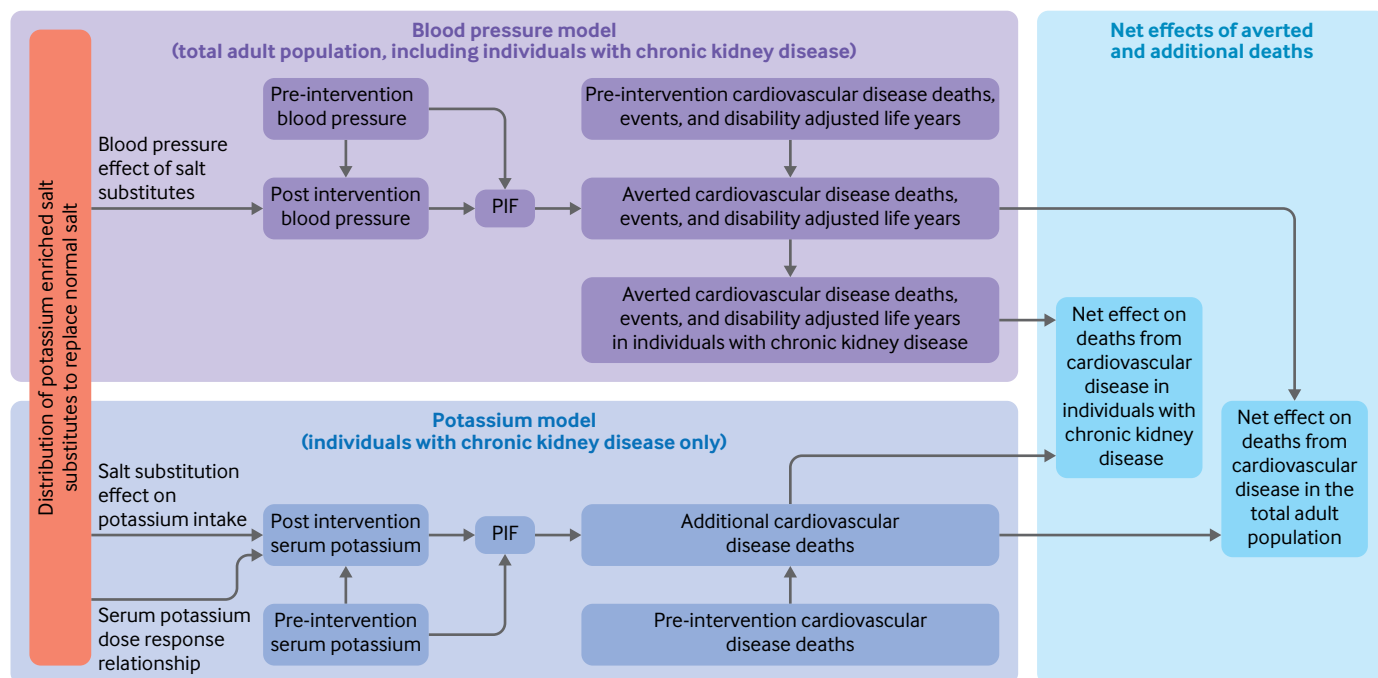 Blood pressure model
(total adult population, including individuals with chronic kidney disease)
Net effects of averted
and additional deaths
Distribution of potassium enriched salt
substitutes to replace normal salt
Blood pressure
effect of salt
substitutes
Pre-intervention
blood pressure
Post intervention
blood pressure
PIF
Pre-intervention cardiovascular disease deaths,
events, and disability adjusted life years
Averted cardiovascular disease deaths,
events, and disability adjusted life years
Averted cardiovascular disease deaths,
events, and disability adjusted life years
in individuals with chronic kidney disease
Net effect on
deaths from
cardiovascular
disease in
individuals with
chronic kidney
disease
Net effect on
deaths from
cardiovascular
disease in the
total adult
population
Potassium model
(individuals with chronic kidney disease only)
Salt substitution
effect on
potassium intake
Serum potassium
dose response
relationship
Post intervention
serum potassium
Pre-intervention
serum potassium
PIF
Additional cardiovascular
disease deaths
Pre-intervention cardiovascular
disease deaths